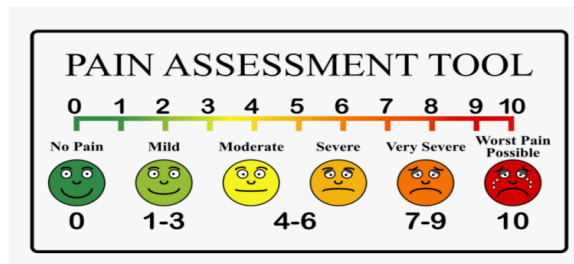 PAIN ASSESSMENT TOOL
0 1 2 3 4 5 6 7 8 9 10
No Pain Mild Moderate Severe Very Severe Worst Pain
Possible
0 1-3 4-6 7-9 10